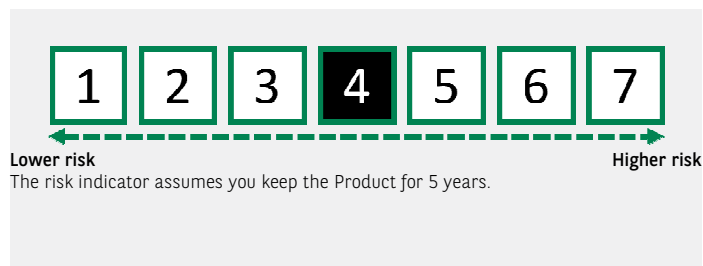 1 2 3 4 5 6 7
Lower risk Higher risk
The risk indicator assumes you keep the Product for 5 years.